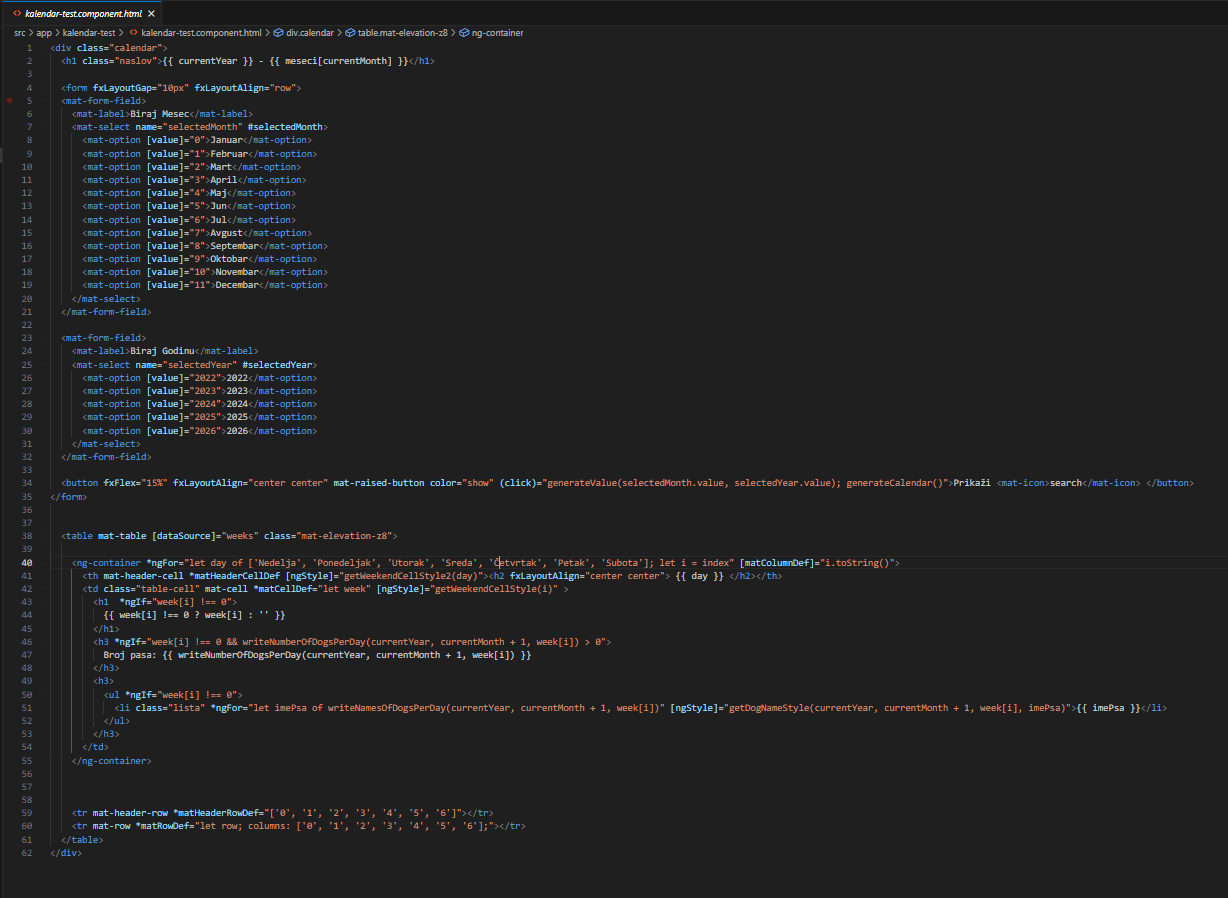 kalendar-test.component.html ×
src > app > kalendar-test > kalendar-test.component.html > div.calendar > table.mat-elevation-z8 > ng-container
1 <div class="calendar">
2 <h1 class="naslov">{{ currentYear }} - {{ meseci[currentMonth] }}</h1>
3
4 <form fxLayoutGap="10px" fxLayoutAlign="row">
5 <mat-form-field>
6 <mat-label>Biraj Mesec</mat-label>
7 <mat-select name="selectedMonth" #selectedMonth>
8 <mat-option [value]="0">Januar</mat-option>
9 <mat-option [value]="1">Februar</mat-option>
10 <mat-option [value]="2">Mart</mat-option>
11 <mat-option [value]="3">April</mat-option>
12 <mat-option [value]="4">Maj</mat-option>
13 <mat-option [value]="5">Jun</mat-option>
14 <mat-option [value]="6">Jul</mat-option>
15 <mat-option [value]="7">Avgust</mat-option>
16 <mat-option [value]="8">Septembar</mat-option>
17 <mat-option [value]="9">Oktobar</mat-option>
18 <mat-option [value]="10">Novembar</mat-option>
19 <mat-option [value]="11">Decembar</mat-option>
20 </mat-select>
21 </mat-form-field>
22
23 <mat-form-field>
24 <mat-label>Biraj Godinu</mat-label>
25 <mat-select name="selectedYear" #selectedYear>
26 <mat-option [value]="2022">2022</mat-option>
27 <mat-option [value]="2023">2023</mat-option>
28 <mat-option [value]="2024">2024</mat-option>
29 <mat-option [value]="2025">2025</mat-option>
30 <mat-option [value]="2026">2026</mat-option>
31 </mat-select>
32 </mat-form-field>
33
34 <button fxFlex="15%" fxLayoutAlign="center center" mat-raised-button color="show" (click)="generateValue(selectedMonth.value, selectedYear.value); generateCalendar()">Prikaži <mat-icon>search</mat-icon> </button>
35 </form>
36
37
38 <table mat-table [dataSource]="weeks" class="mat-elevation-z8">
39
40 <ng-container *ngFor="let day of ['Nedelja', 'Ponedeljak', 'Utorak', 'Sreda', 'Četvrtak', 'Petak', 'Subota']; let i = index" [matColumnDef]="i.toString()">
41 <th mat-header-cell *matHeaderCellDef [ngStyle]="getWeekendCellStyle2(day)"><h2 fxLayoutAlign="center center"> {{ day }} </h2></th>
42 <td class="table-cell" mat-cell *matCellDef="let week" [ngStyle]="getWeekendCellStyle(i)" >
43 <h1  *ngIf="week[i] !== 0">
44 {{ week[i] !== 0 ? week[i] : '' }}
45 </h1>
46 <h3 *ngIf="week[i] !== 0 && writeNumberOfDogsPerDay(currentYear, currentMonth + 1, week[i]) > 0">
47 Broj pasa: {{ writeNumberOfDogsPerDay(currentYear, currentMonth + 1, week[i]) }}
48 </h3>
49 <h3>
50 <ul *ngIf="week[i] !== 0">
51 <li class="lista" *ngFor="let imePsa of writeNamesOfDogsPerDay(currentYear, currentMonth + 1, week[i])" [ngStyle]="getDogNameStyle(currentYear, currentMonth + 1, week[i], imePsa)">{{ imePsa }}</li>
52 </ul>
53 </h3>
54 </td>
55 </ng-container>
56
57
58
59 <tr mat-header-row *matHeaderRowDef="['0', '1', '2', '3', '4', '5', '6']"></tr>
60 <tr mat-row *matRowDef="let row; columns: ['0', '1', '2', '3', '4', '5', '6'];"></tr>
61 </table>
62 </div>